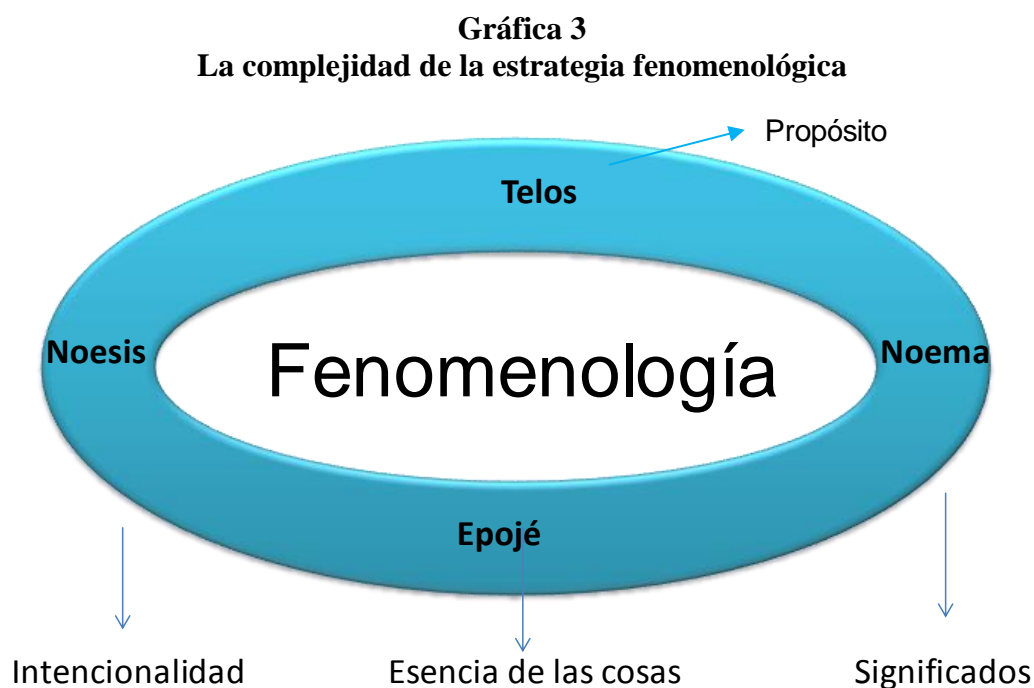 Gráfica 3
La complejidad de la estrategia fenomenológica
Propósito
Telos
Noesis
Fenomenología
Noema
Epojé
Intencionalidad
Esencia de las cosas
Significados